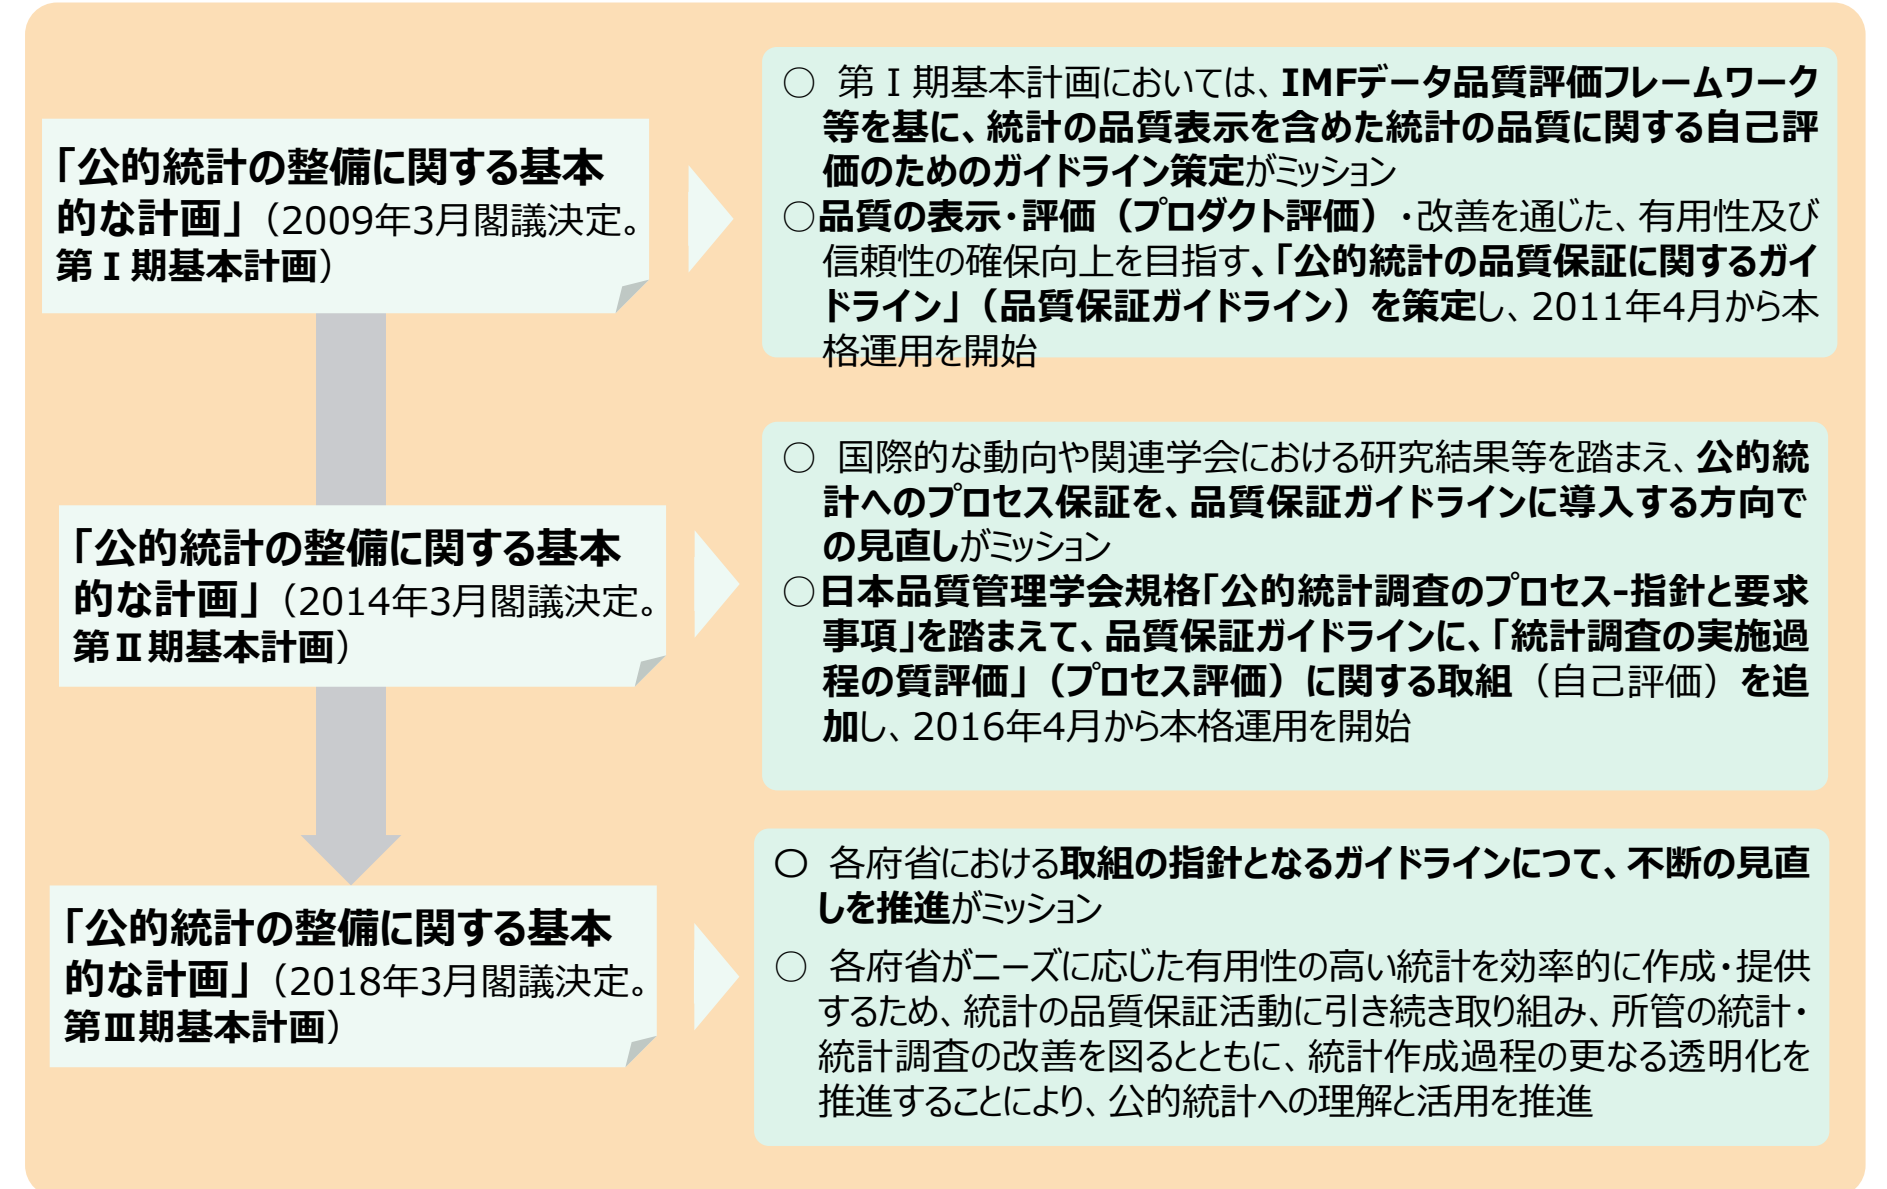 「公的統計の整備に関する基本
的な計画」（2009年3月閣議決定。
第Ⅰ期基本計画）
○ 第Ⅰ期基本計画においては、IMFデータ品質評価フレームワーク
等を基に、統計の品質表示を含めた統計の品質に関する自己評
価のためのガイドライン策定がミッション
○品質の表示・評価（プロダクト評価）・改善を通じた、有用性及び
信頼性の確保向上を目指す、「公的統計の品質保証に関するガイ
ドライン」（品質保証ガイドライン）を策定し、2011年4月から本
格運用を開始
「公的統計の整備に関する基本
的な計画」（2014年3月閣議決定。
第Ⅱ期基本計画）
○ 国際的な動向や関連学会における研究結果等を踏まえ、公的統
計へのプロセス保証を、品質保証ガイドラインに導入する方向で
の見直しがミッション
○日本品質管理学会規格「公的統計調査のプロセス-指針と要求
事項」を踏まえて、品質保証ガイドラインに、「統計調査の実施過
程の質評価」（プロセス評価）に関する取組（自己評価）を追
加し、2016年4月から本格運用を開始
「公的統計の整備に関する基本
的な計画」（2018年3月閣議決定。
第Ⅲ期基本計画）
○ 各府省における取組の指針となるガイドラインにつて、不断の見直
しを推進がミッション
○ 各府省がニーズに応じた有用性の高い統計を効率的に作成・提供
するため、統計の品質保証活動に引き続き取り組み、所管の統計・
統計調査の改善を図るとともに、統計作成過程の更なる透明化を
推進することにより、公的統計への理解と活用を推進